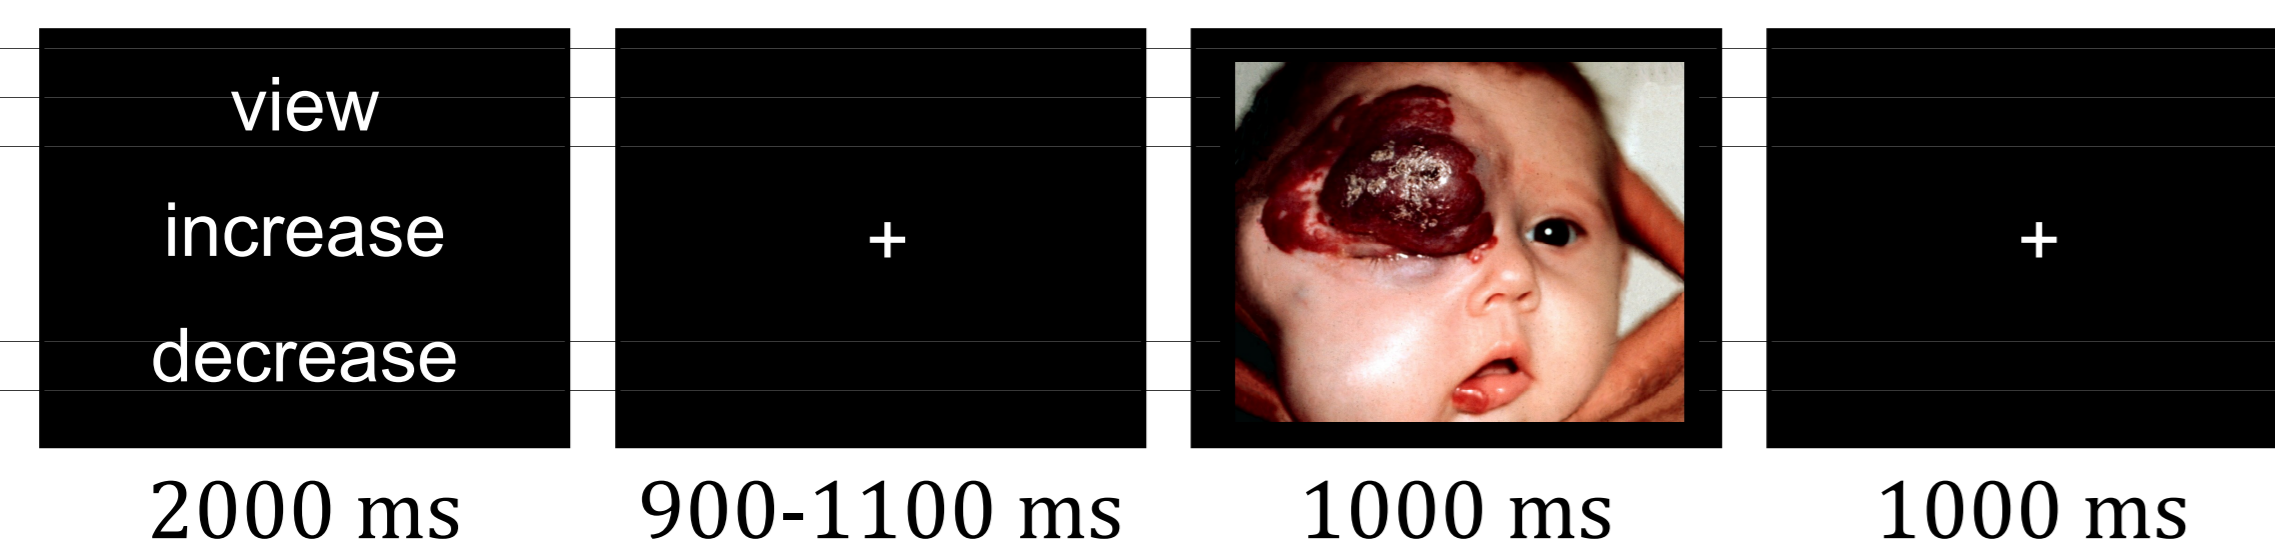 view
increase
decrease
+
+
2000 ms
900-1100 ms
1000 ms
1000 ms